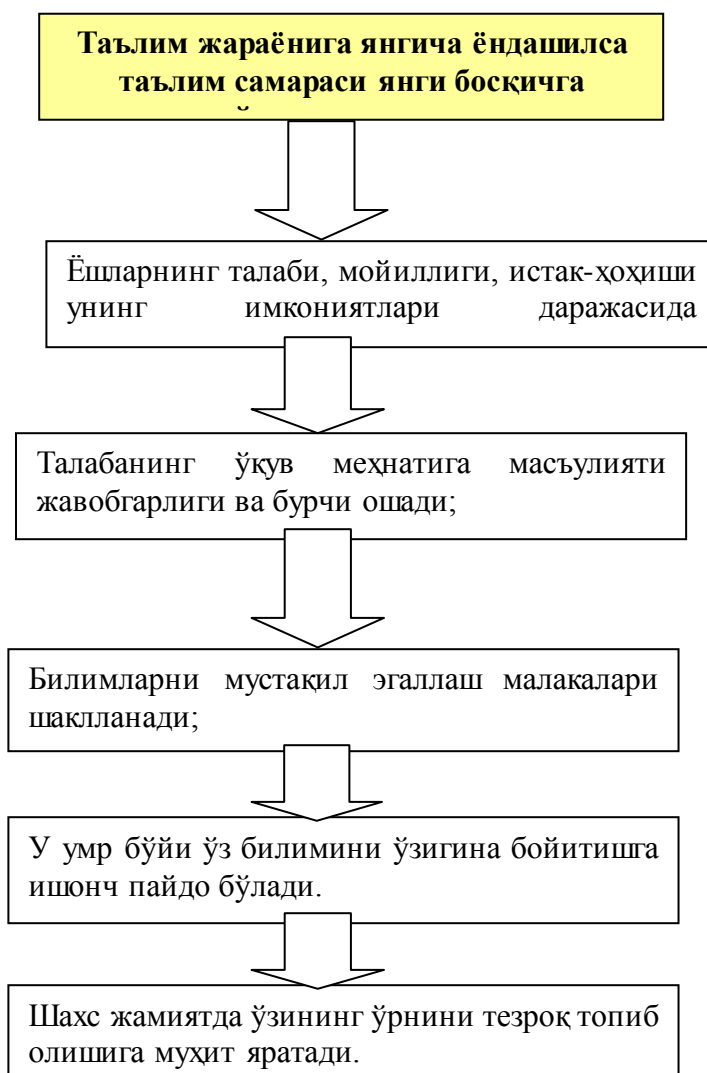 Таълим жараёнига янгича ёндашилса
таълим самараси янги босқичга
Ёшларнинг талаби, мойиллиги, истак-ҳоҳиши
унинг имкониятлари даражасида
Талабанинг ўқув меҳнатига масъулияти
жавобгарлиги ва бурчи ошади;
Билимларни мустақил эгаллаш малакалари
шаклланади;
У умр бўйи ўз билимини ўзигина бойитишга
ишонч пайдо бўлади.
Шахс жамиятда ўзининг ўрнини тезроқ топиб
олишига муҳит яратади.